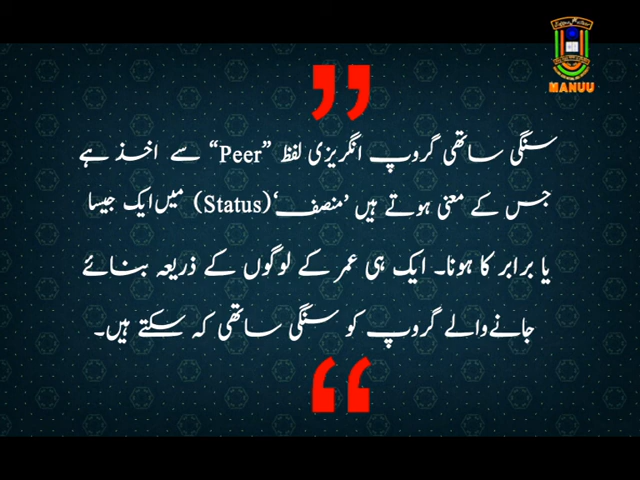 MANUU
سنگی ساتھی گروپ انگریزی لفظ ”Peer“ سے اخذ ہے
جس کے معنی ہوتے ہیں ’منصف‘ (Status) میں ایک جیسا
یا برابر کا ہونا۔ ایک ہی عمر کے لوگوں کے ذریعہ بنائے
جانے والے گروپ کو سنگی ساتھی کہ سکتے ہیں۔